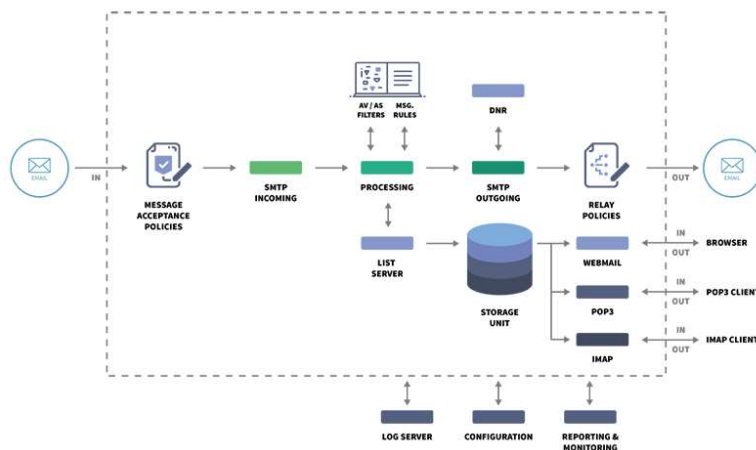 AV / AS
FILTERS
MSG.
RULES
DNR
EMAIL
IN
MESSAGE
ACCEPTANCE
POLICIES
SMTP
INCOMING
PROCESSING
SMTP
OUTGOING
RELAY
POLICIES
OUT
EMAIL
LIST
SERVER
STORAGE
UNIT
WEBMAIL
IN
OUT
BROWSER
POP3
IN
OUT
POP3 CLIENT
IMAP
IN
OUT
IMAP CLIENT
LOG SERVER
CONFIGURATION
REPORTING &
MONITORING